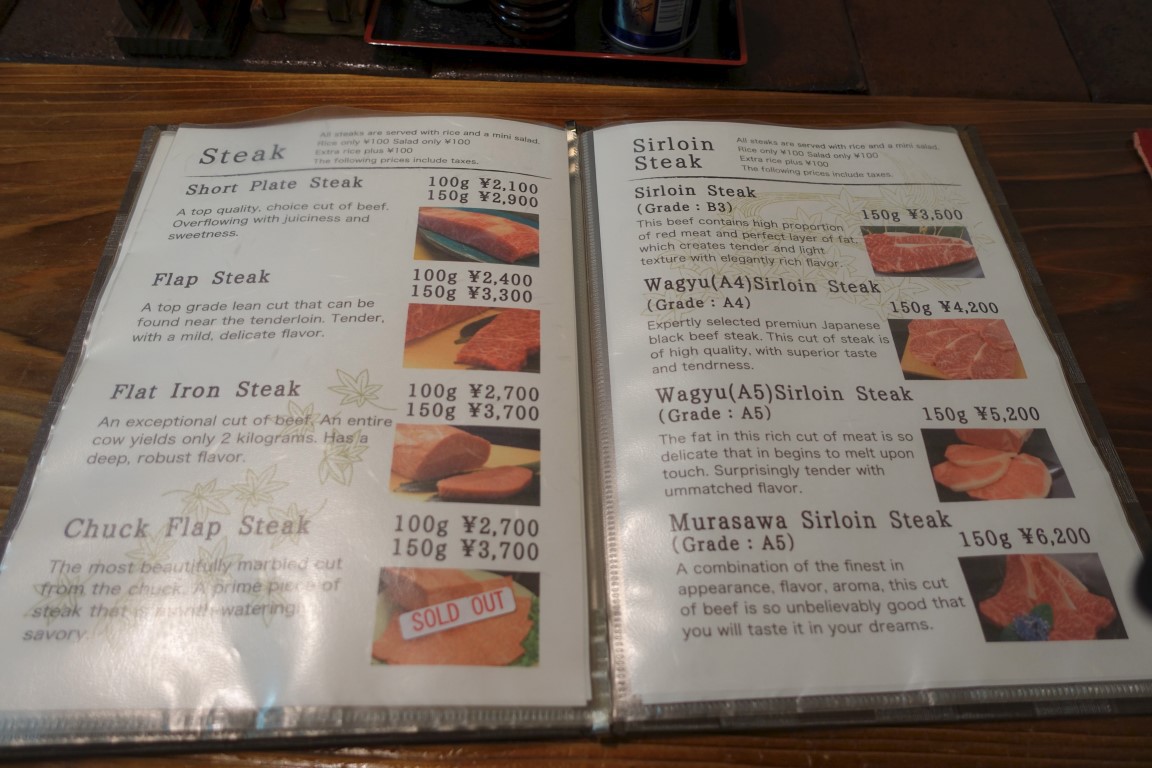 Steak
All steaks are served with rice and a mini salad.
Rice only ¥100 Salad only ¥100
Extra rice plus ¥100
The following prices include taxes.
Short Plate Steak
100g ¥2,100
150g ¥2,900
A top quality, choice cut of beef.
Overflowing with juiciness and
sweetness.
Flap Steak
100g ¥2,400
150g ¥3,300
A top grade lean cut that can be
found near the tenderloin. Tender,
with a mild, delicate flavor.
Flat Iron Steak
100g ¥2,700
150g ¥3,700
An exceptional cut of beef. An entire
cow yields only 2 kilograms. Has a
deep, robust flavor.
Chuck Flap Steak
100g ¥2,700
150g ¥3,700
The most beautifully marbled cut
from the chuck. A prime piece of
steak that is mouth-watering!
savory.
SOLD OUT
Sirloin
Steak
All steaks are served with rice and a mini salad.
Rice only ¥100 Salad only ¥100
Extra rice plus ¥100
The following prices include taxes.
Sirloin Steak
(Grade : B3)
150g ¥3,500
This beef contains high proportion
of red meat and perfect layer of fat,
which creates tender and light
texture with elegantly rich flavor.
Wagyu(A4)Sirloin Steak
(Grade : A4)
150g ¥4,200
Expertly selected premiun Japanese
black beef steak. This cut of steak is
of high quality, with superior taste
and tendrness.
Wagyu(A5)Sirloin Steak
(Grade : A5)
150g ¥5,200
The fat in this rich cut of meat is so
delicate that in begins to melt upon
touch. Surprisingly tender with
ummatched flavor.
Murasawa Sirloin Steak
(Grade : A5)
150g ¥6,200
A combination of the finest in
appearance, flavor, aroma, this cut
of beef is so unbelievably good that
you will taste it in your dreams.